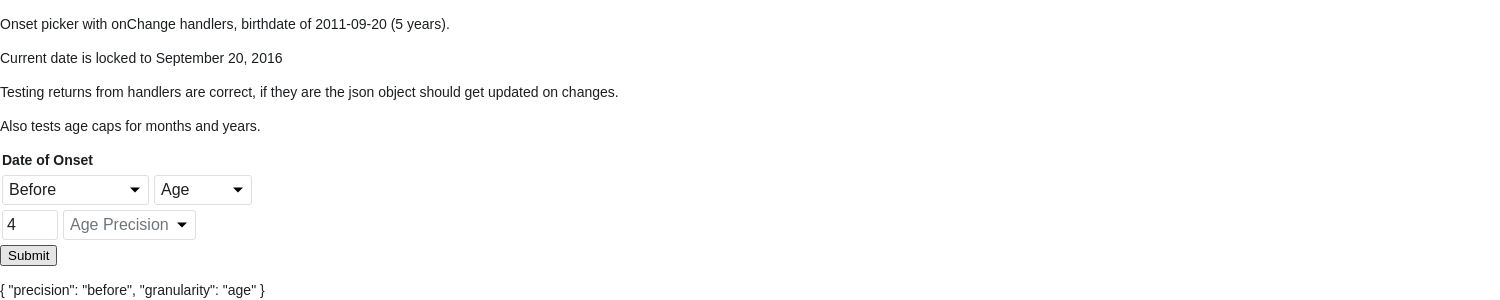 Onset picker with onChange handlers, birthdate of 2011-09-20 (5 years).
Current date is locked to September 20, 2016
Testing returns from handlers are correct, if they are the json object should get updated on changes.
Also tests age caps for months and years.
Date of Onset
Before Age
4 Age Precision
Submit
{ "precision": "before", "granularity": "age" }